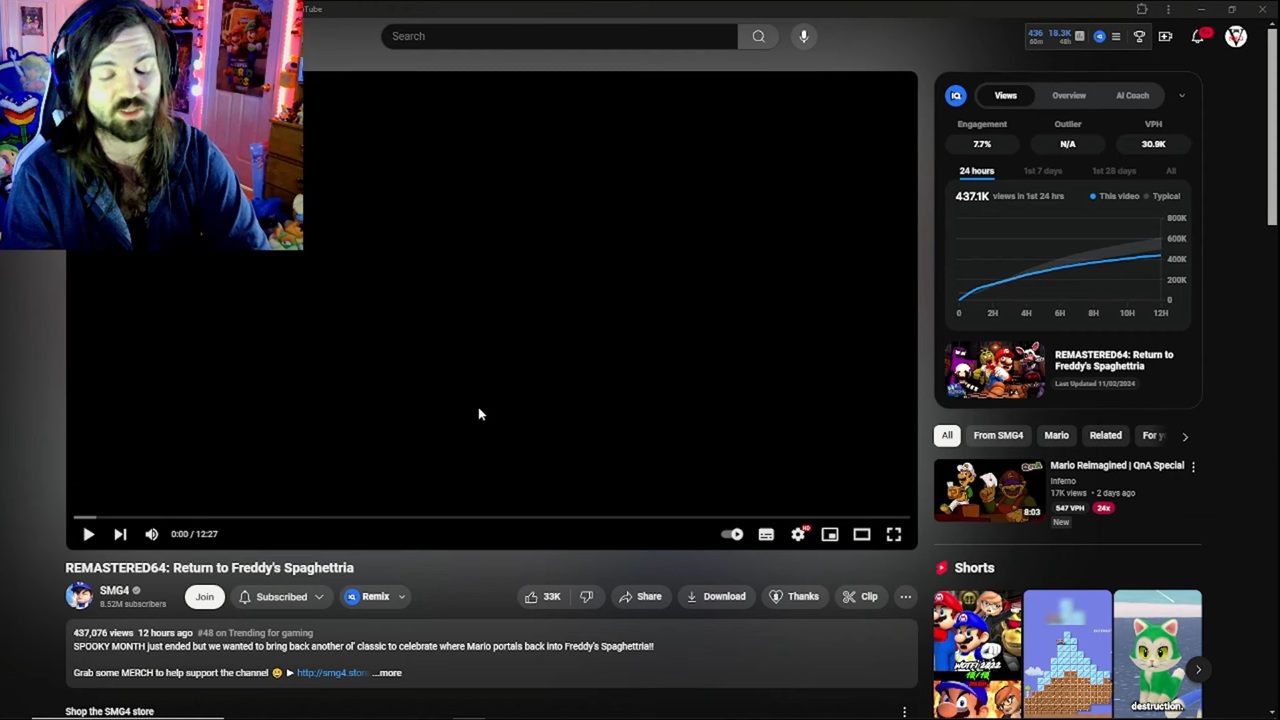 Tube
Search
436 18.3K
60m 48h
IQ Views Overview AI Coach
Engagement Outlier VPH
7.7% N/A 30.9K
24 hours 1st 7 days 1st 28 days All
437.1K views in 1st 24 hrs This video Typical
800K
600K
400K
200K
0
0 2H 4H 6H 8H 10H 12H
REMASTERED64: Return to
Freddy's Spaghettria
Last Updated 11/02/2024
All From SMG4 Mario Related For y
QnA
Mario Reimagined | QnA Special
Inferno
17K views • 2 days ago
547 VPH 24x
New
8:03
0:00 / 12:27
HD
REMASTERED64: Return to Freddy's Spaghettria
SMG4
8.52M subscribers
Join Subscribed IQ Remix 33K Share Download Thanks Clip
437,076 views 12 hours ago #48 on Trending for gaming
SPOOKY MONTH just ended but we wanted to bring back another ol' classic to celebrate where Mario portals back into Freddy's Spaghettria!!
Grab some MERCH to help support the channel ► http://smg4.stor ...more
Shop the SMG4 store
Shorts
WOTFI 2022
destruction.